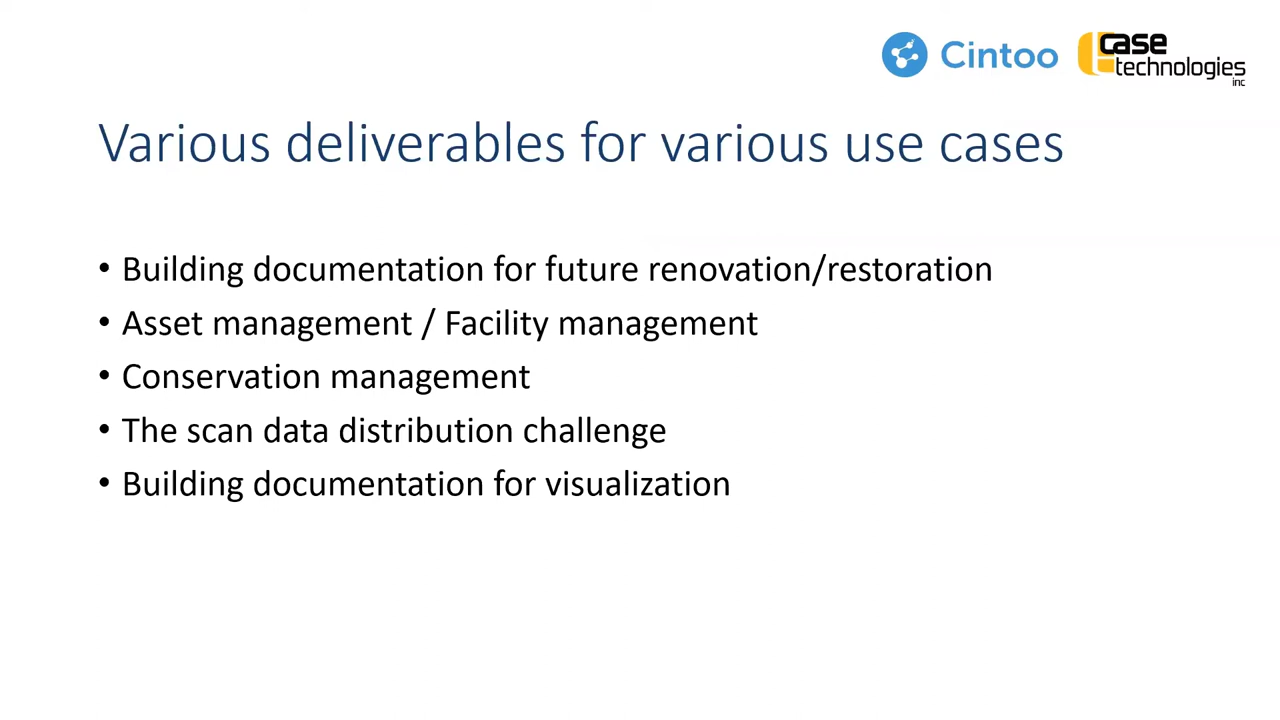 Cintoo
case
technologies
inc
Various deliverables for various use cases
• Building documentation for future renovation/restoration
• Asset management / Facility management
• Conservation management
• The scan data distribution challenge
• Building documentation for visualization